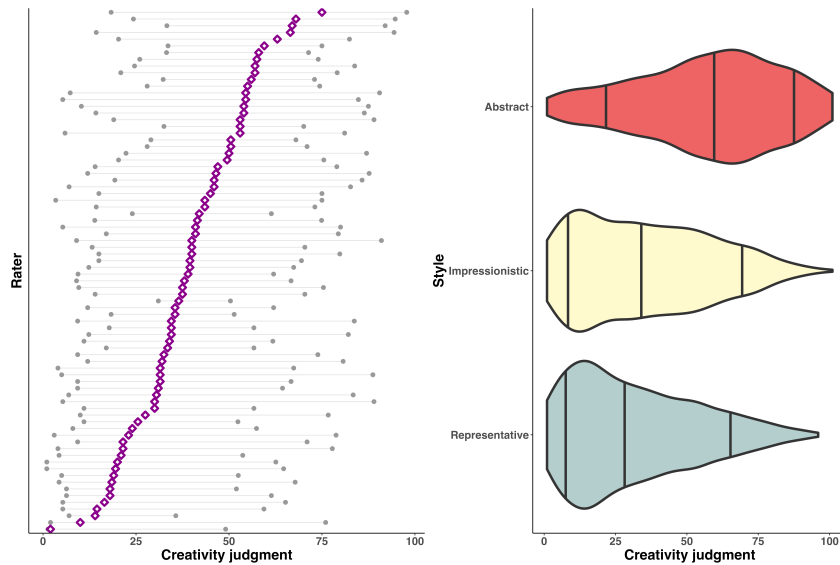 Rater
0 25 50 75 100
Creativity judgment
Style
Abstract
Impressionistic
Representative
0 25 50 75 100
Creativity judgment